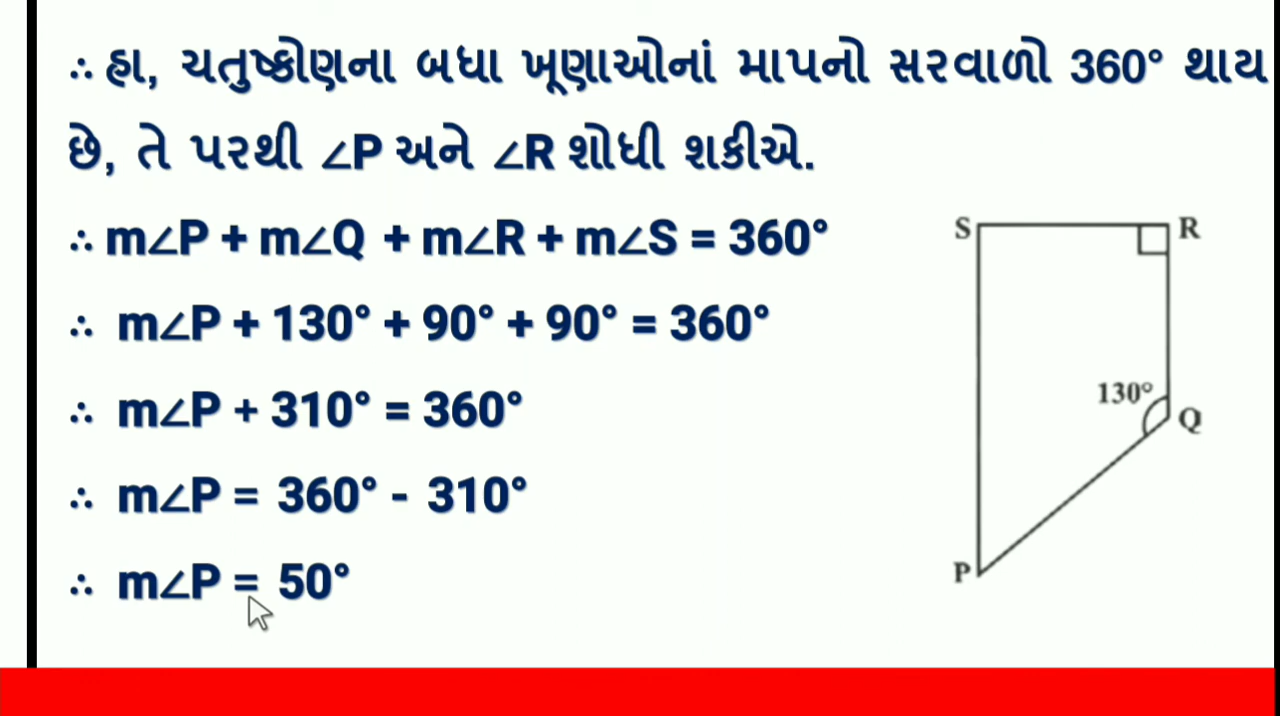 ∴ હા, ચતુષ્કોણના બધા ખૂણાઓનાં માપનો સરવાળો 360° થાય
છે, તે પરથી ∠P અને ∠R શોધી શકીએ.
∴ m∠P + m∠Q + m∠R + m∠S = 360°
∴ m∠P + 130° + 90° + 90° = 360°
∴ m∠P + 310° = 360°
∴ m∠P = 360° - 310°
∴ m∠P = 50°
S R
130°
Q
P